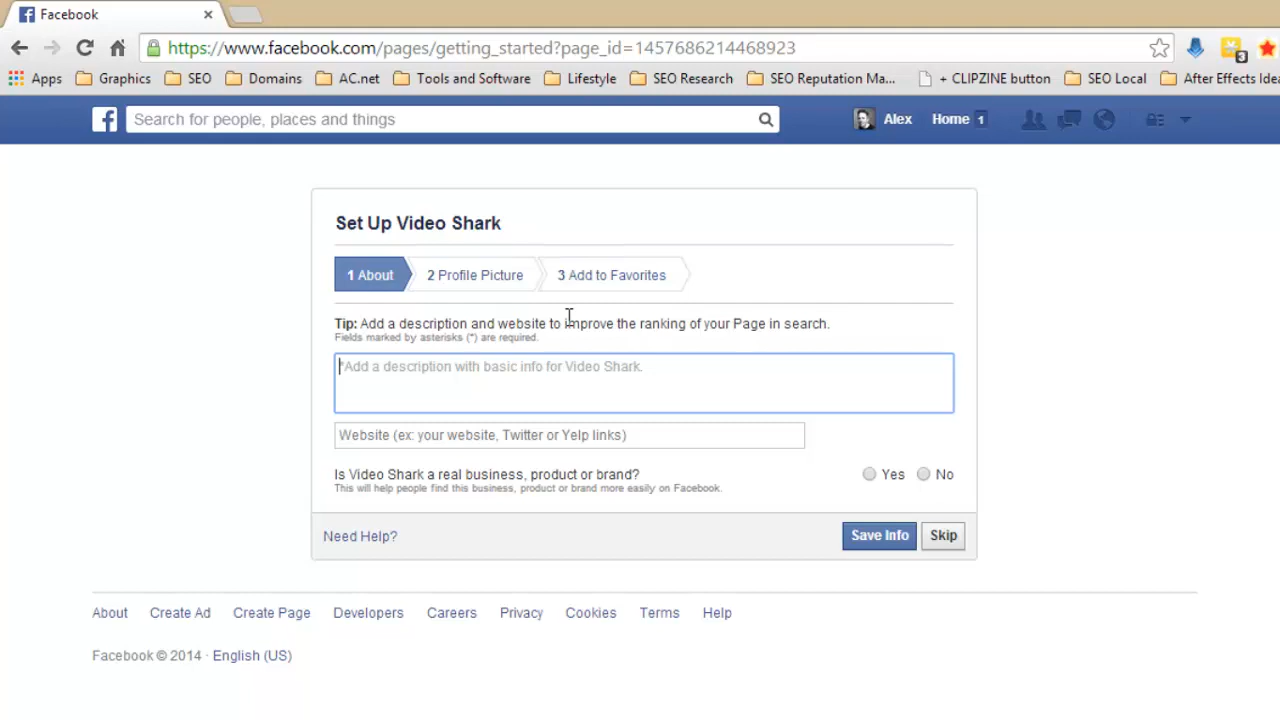 Facebook
https://www.facebook.com/pages/getting_started?page_id=1457686214468923
Apps Graphics SEO Domains AC.net Tools and Software Lifestyle SEO Research SEO Reputation Ma... + CLIPZINE button SEO Local After Effects Idea
3
Search for people, places and things
Alex Home 1
Set Up Video Shark
1 About 2 Profile Picture 3 Add to Favorites
Tip: Add a description and website to improve the ranking of your Page in search.
Fields marked by asterisks (*) are required.
*Add a description with basic info for Video Shark.
Website (ex: your website, Twitter or Yelp links)
Is Video Shark a real business, product or brand? Yes No
This will help people find this business, product or brand more easily on Facebook.
Need Help? Save Info Skip
About Create Ad Create Page Developers Careers Privacy Cookies Terms Help
Facebook © 2014 · English (US)